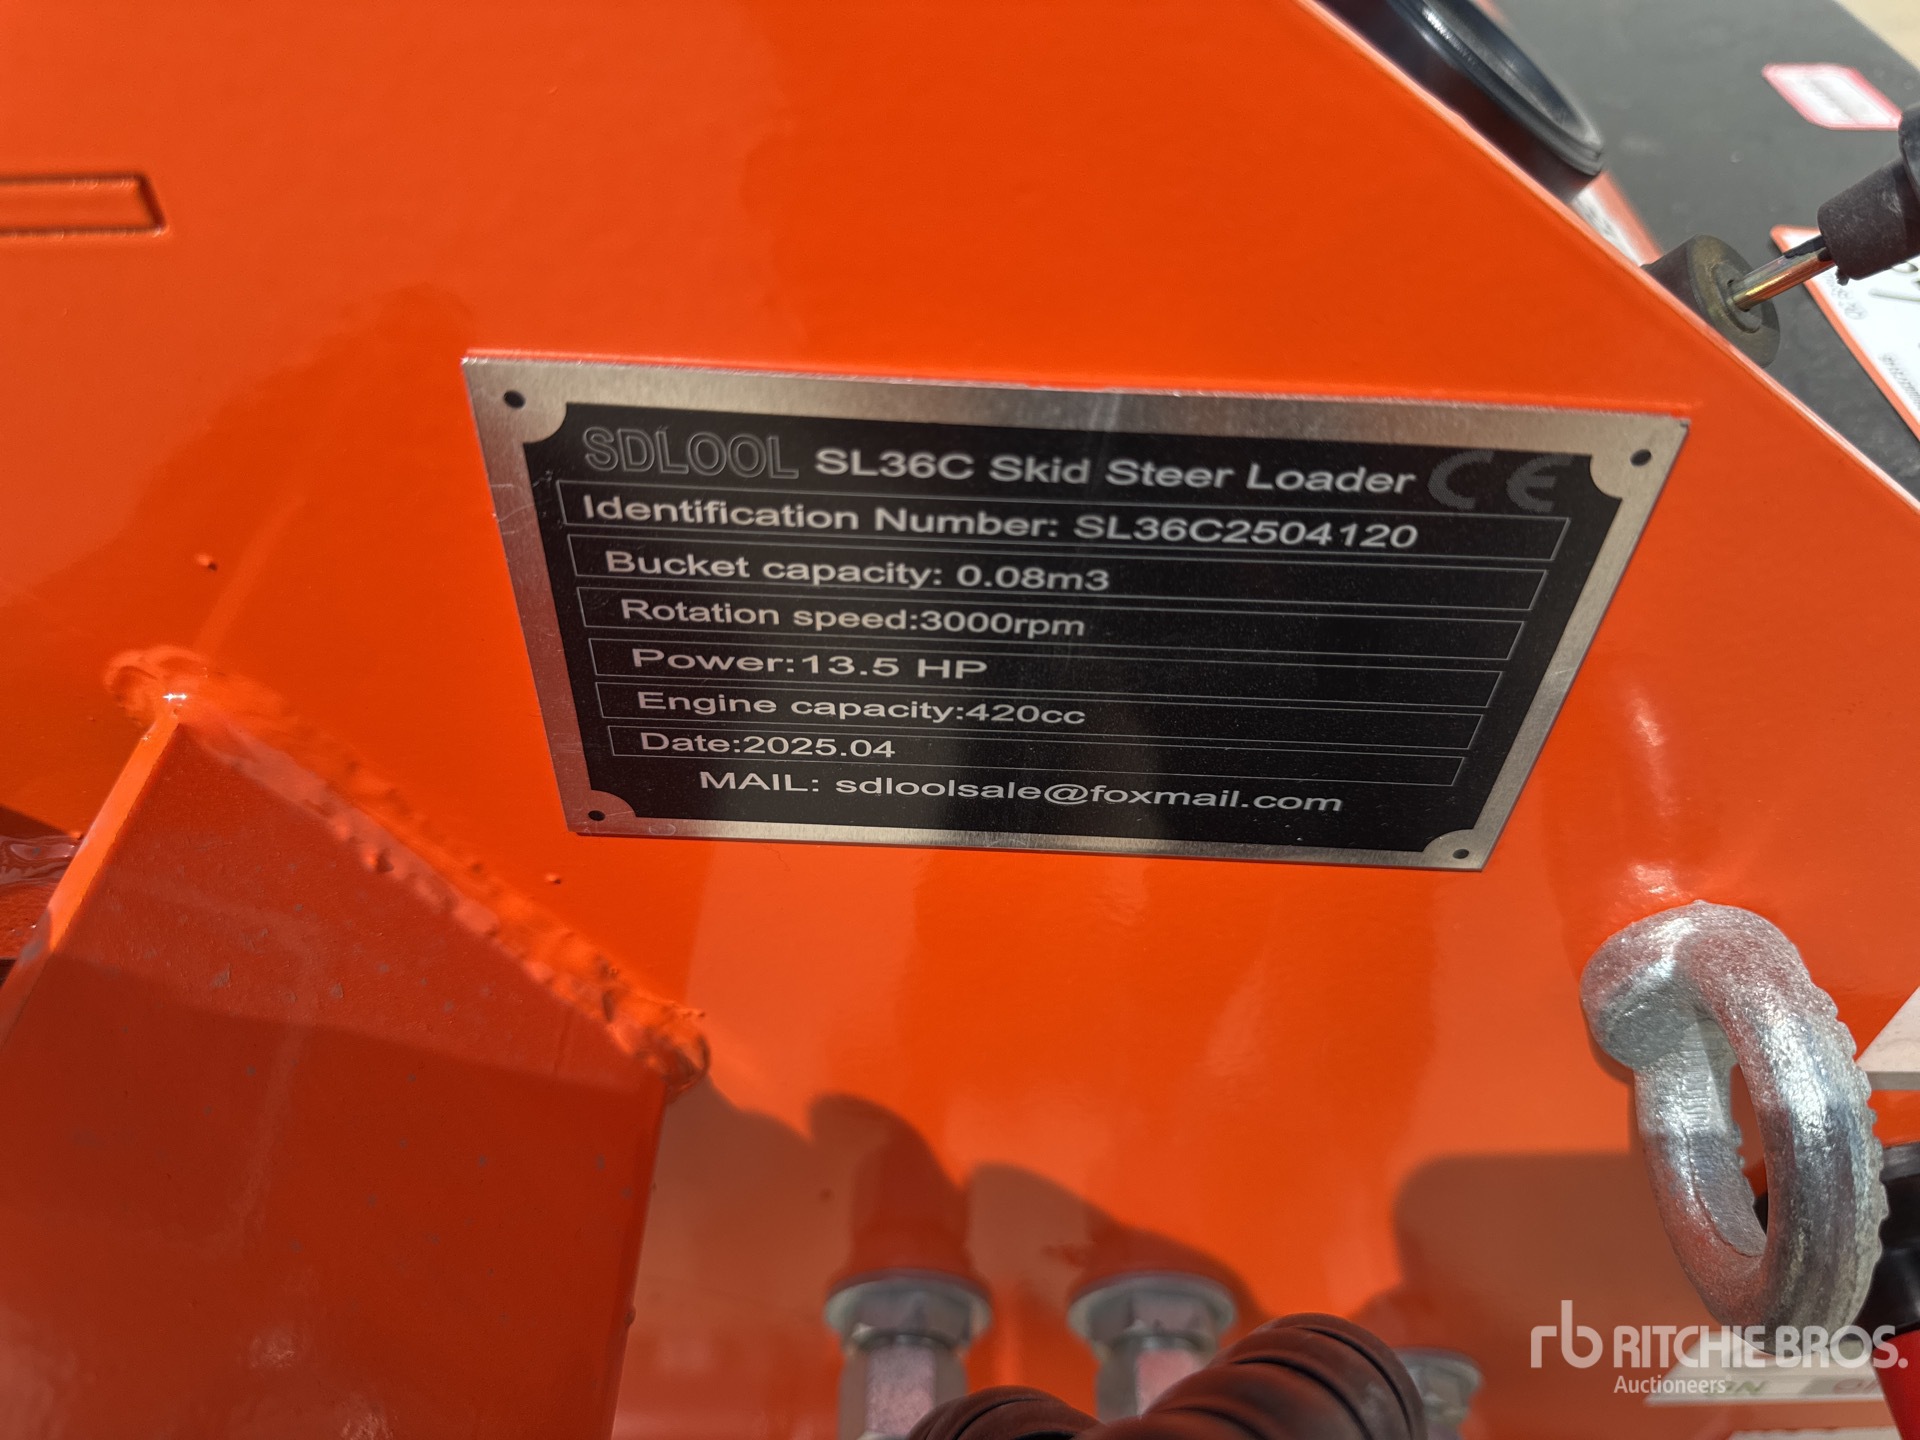 SDLOOL SL36C Skid Steer Loader CE
Identification Number: SL36C2504120
Bucket capacity: 0.08m3
Rotation speed:3000rpm
Power:13.5 HP
Engine capacity:420cc
Date:2025.04
MAIL: sdloolsale@foxmail.com
rb RITCHIE BROS.
Auctioneers